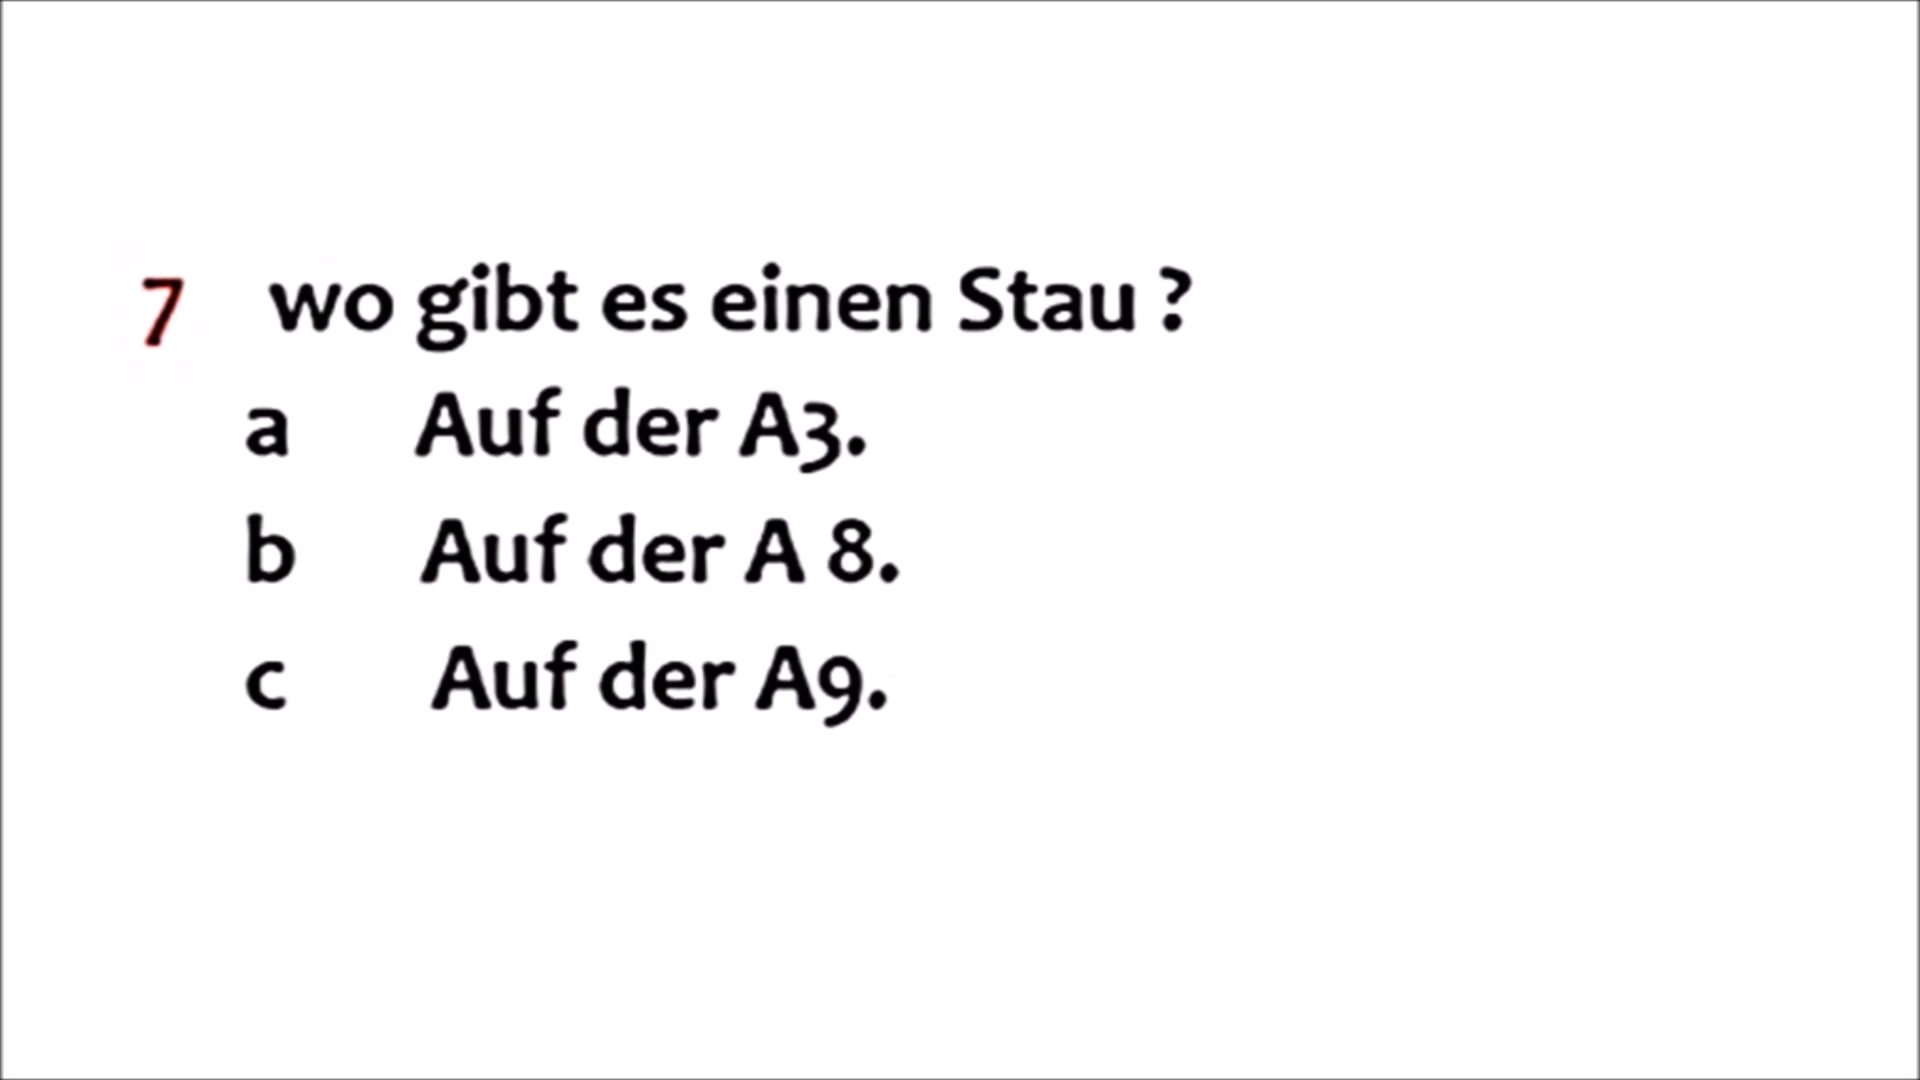 7 wo gibt es einen Stau ?
a Auf der A3.
b Auf der A 8.
c Auf der A9.